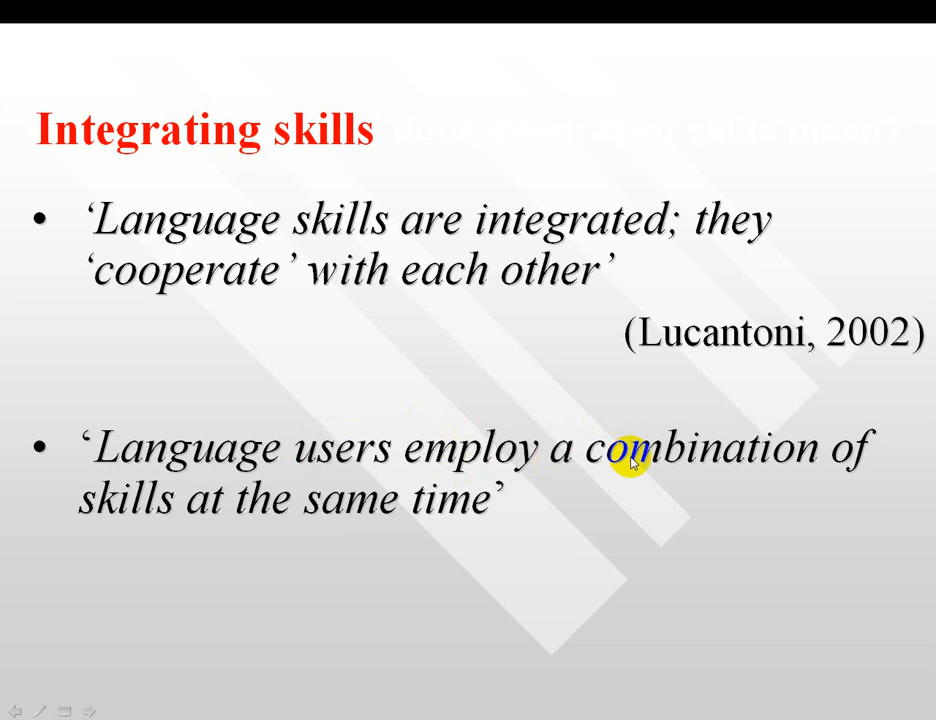 Integrating skills
• ‘Language skills are integrated; they
‘cooperate’ with each other’
(Lucantoni, 2002)
• ‘Language users employ a combination of
skills at the same time’